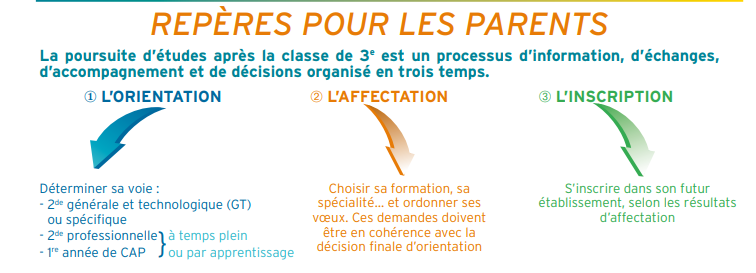 REPÈRES POUR LES PARENTS
La poursuite d'études après la classe de 3e est un processus d'information, d'échanges,
d'accompagnement et de décisions organisé en trois temps.
① L'ORIENTATION
Déterminer sa voie :
- 2de générale et technologique (GT)
ou spécifique
- 2de professionnelle } à temps plein
- 1re année de CAP } ou par apprentissage
② L'AFFECTATION
Choisir sa formation, sa
spécialité... et ordonner ses
vœux. Ces demandes doivent
être en cohérence avec la
décision finale d'orientation
③ L'INSCRIPTION
S'inscrire dans son futur
établissement, selon les résultats
d'affectation